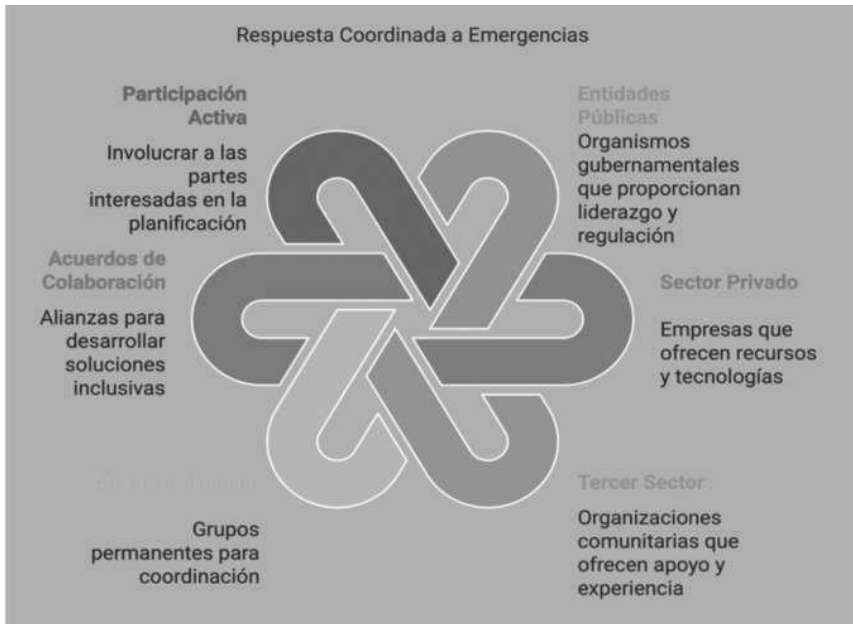 Respuesta Coordinada a Emergencias
Participación
Activa
Involucrar a las
partes
interesadas en la
planificación
Entidades
Públicas
Organismos
gubernamentales
que proporcionan
liderazgo y
regulación
Acuerdos de
Colaboración
Alianzas para
desarrollar
soluciones
inclusivas
Sector Privado
Empresas que
ofrecen recursos
y tecnologías
Grupos
permanentes para
coordinación
Tercer Sector
Organizaciones
comunitarias que
ofrecen apoyo y
experiencia